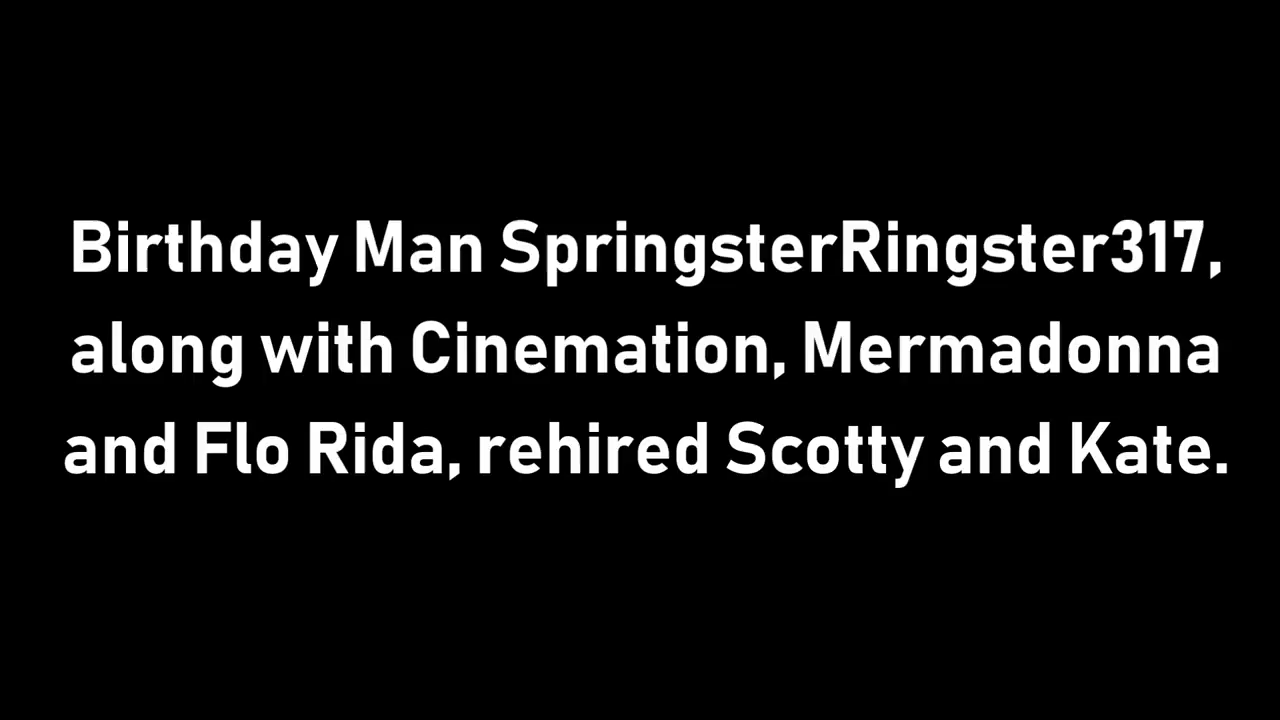 Birthday Man SpringsterRingster317,
along with Cinemation, Mermadonna
and Flo Rida, rehired Scotty and Kate.